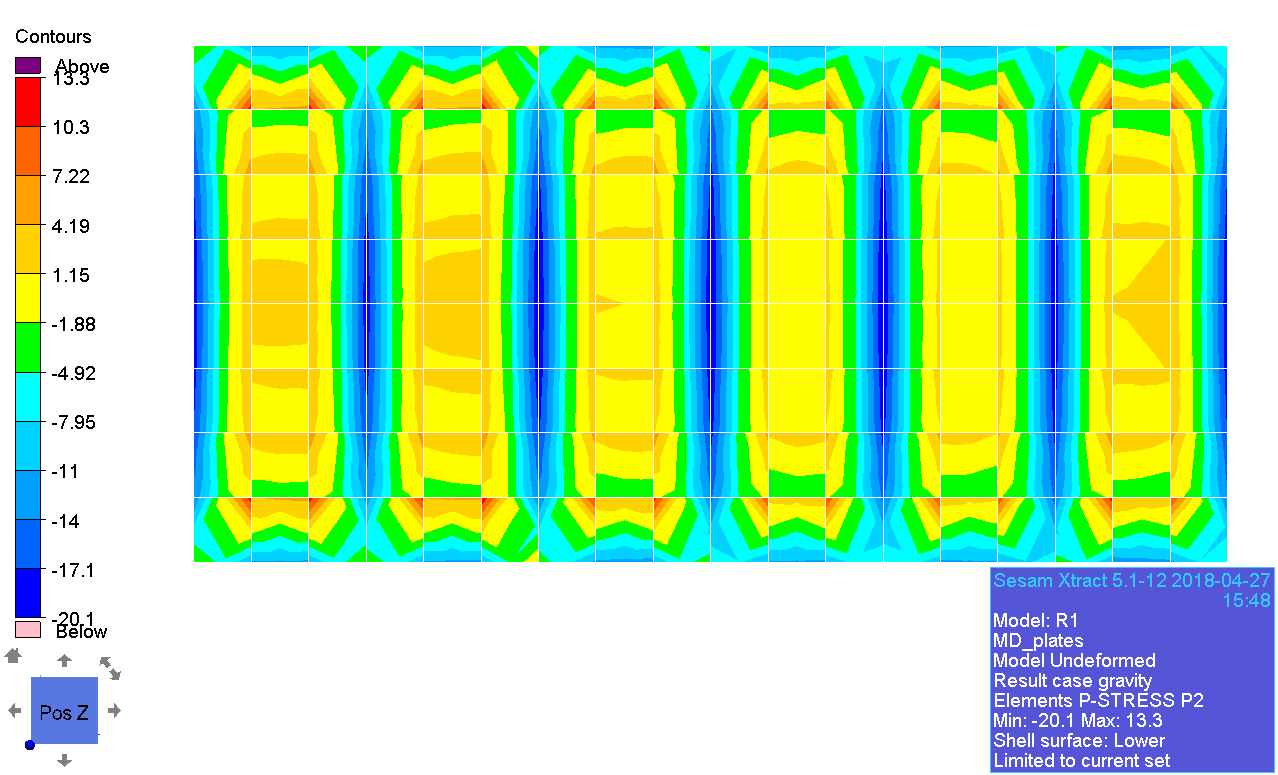 Contours
Above
13.3
10.3
7.22
4.19
1.15
-1.88
-4.92
-7.95
-11
-14
-17.1
-20.1
Below
Pos Z
Sesam Xtract 5.1-12 2018-04-27
15:48
Model: R1
MD_plates
Model Undeformed
Result case gravity
Elements P-STRESS P2
Min: -20.1 Max: 13.3
Shell surface: Lower
Limited to current set